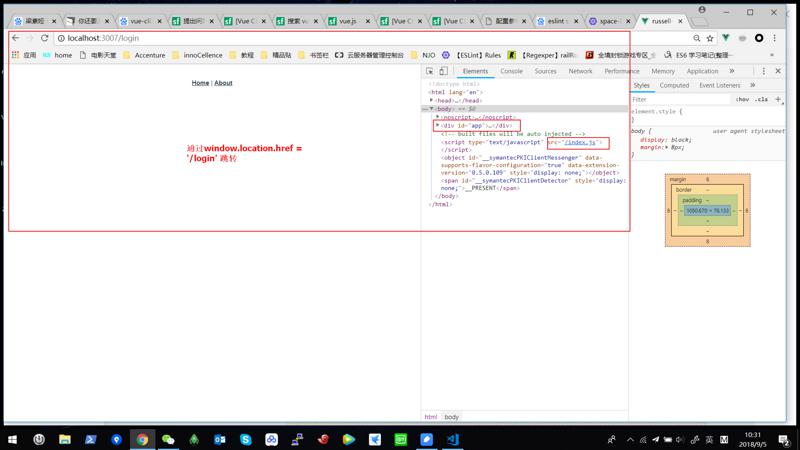 梁敏短
你还要
vue-cli
提出问
搜索 vu
vue.js
[Vue C
[Vue C
[Vue C
配置参
eslint s
space-
russell
localhost:3007/login
应用
home
电影天堂
Accenture
innoCellence
教程
精品贴
书签栏
云服务器管理控制台
NJO
【ESLint】Rules
【Regexper】railRo
全填封蚣游戏专区_全
ES6 学习笔记(整理一
Home | About
通过window.location.href =
'/login' 跳转
Elements Console Sources Network Performance Memory Application
<!doctype html>
<html lang="en">
<head>…</head>
<body> == $0
<noscript>…</noscript>
<div id="app">…</div>
<!-- built files will be auto injected -->
<script type="text/javascript" src="/index.js">
</script>
<object id="__symantecPKIClientMessenger" data-
supports-flavor-configuration="true" data-extension-
version="0.5.0.109" style="display: none;"></object>
<span id="__symantecPKIClientDetector" style="display:
none;">__PRESENT</span>
</body>
</html>
html body
Styles Computed Event Listeners
Filter :hov .cls +
element.style {
}
body { user agent stylesheet
display: block;
margin: 8px;
}
margin 8
border –
padding –
8 – – 1050.670 × 76.133 – – 8
–
–
8
10:31
英 M
2018/9/5
2